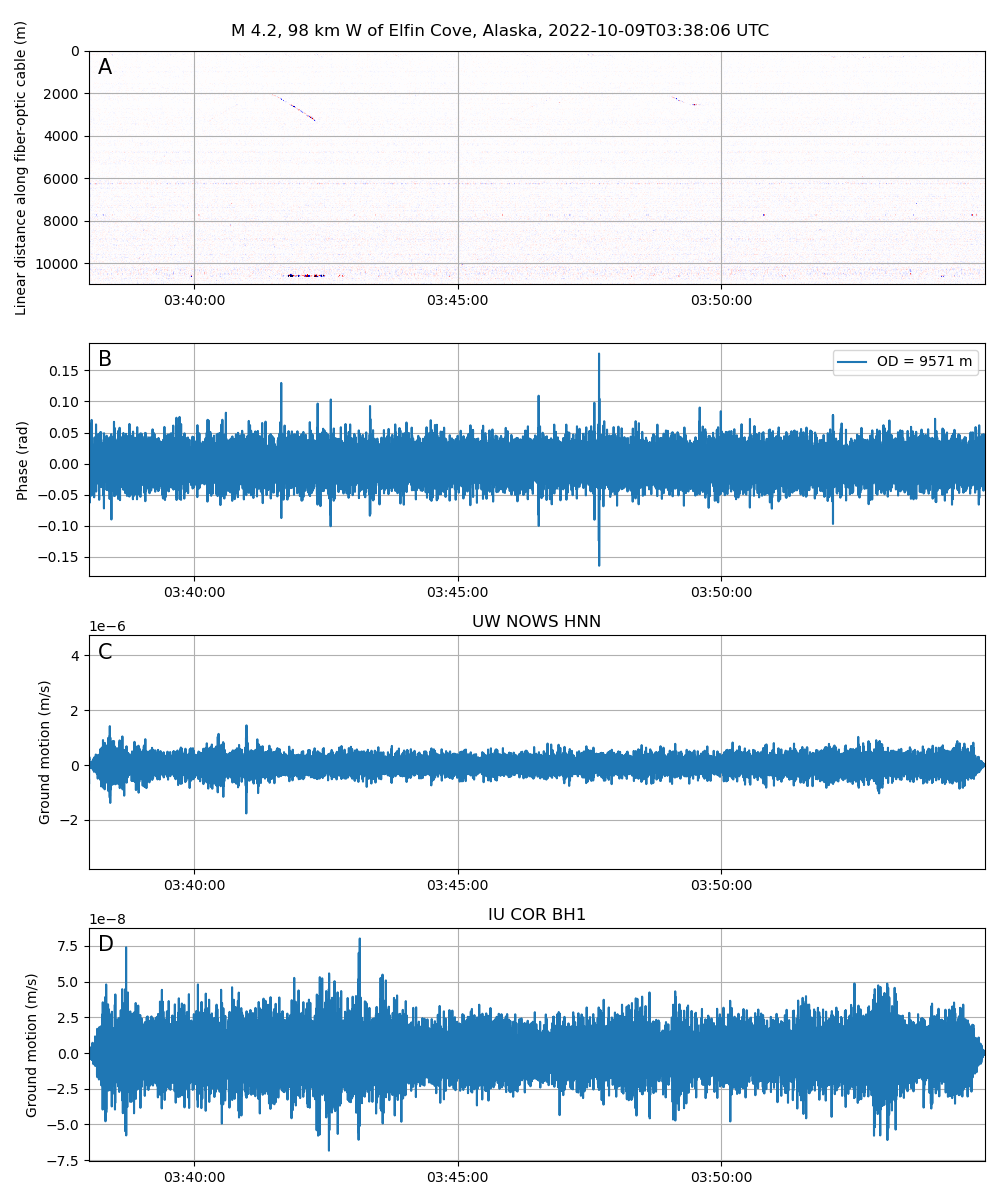 M 4.2, 98 km W of Elfin Cove, Alaska, 2022-10-09T03:38:06 UTC
Linear distance along fiber-optic cable (m)
A
0
2000
4000
6000
8000
10000
03:40:00 03:45:00 03:50:00
B
OD = 9571 m
Phase (rad)
0.15
0.10
0.05
0.00
−0.05
−0.10
−0.15
03:40:00 03:45:00 03:50:00
UW NOWS HNN
1e−6
C
Ground motion (m/s)
4
2
0
−2
03:40:00 03:45:00 03:50:00
IU COR BH1
1e−8
D
Ground motion (m/s)
7.5
5.0
2.5
0.0
−2.5
−5.0
−7.5
03:40:00 03:45:00 03:50:00